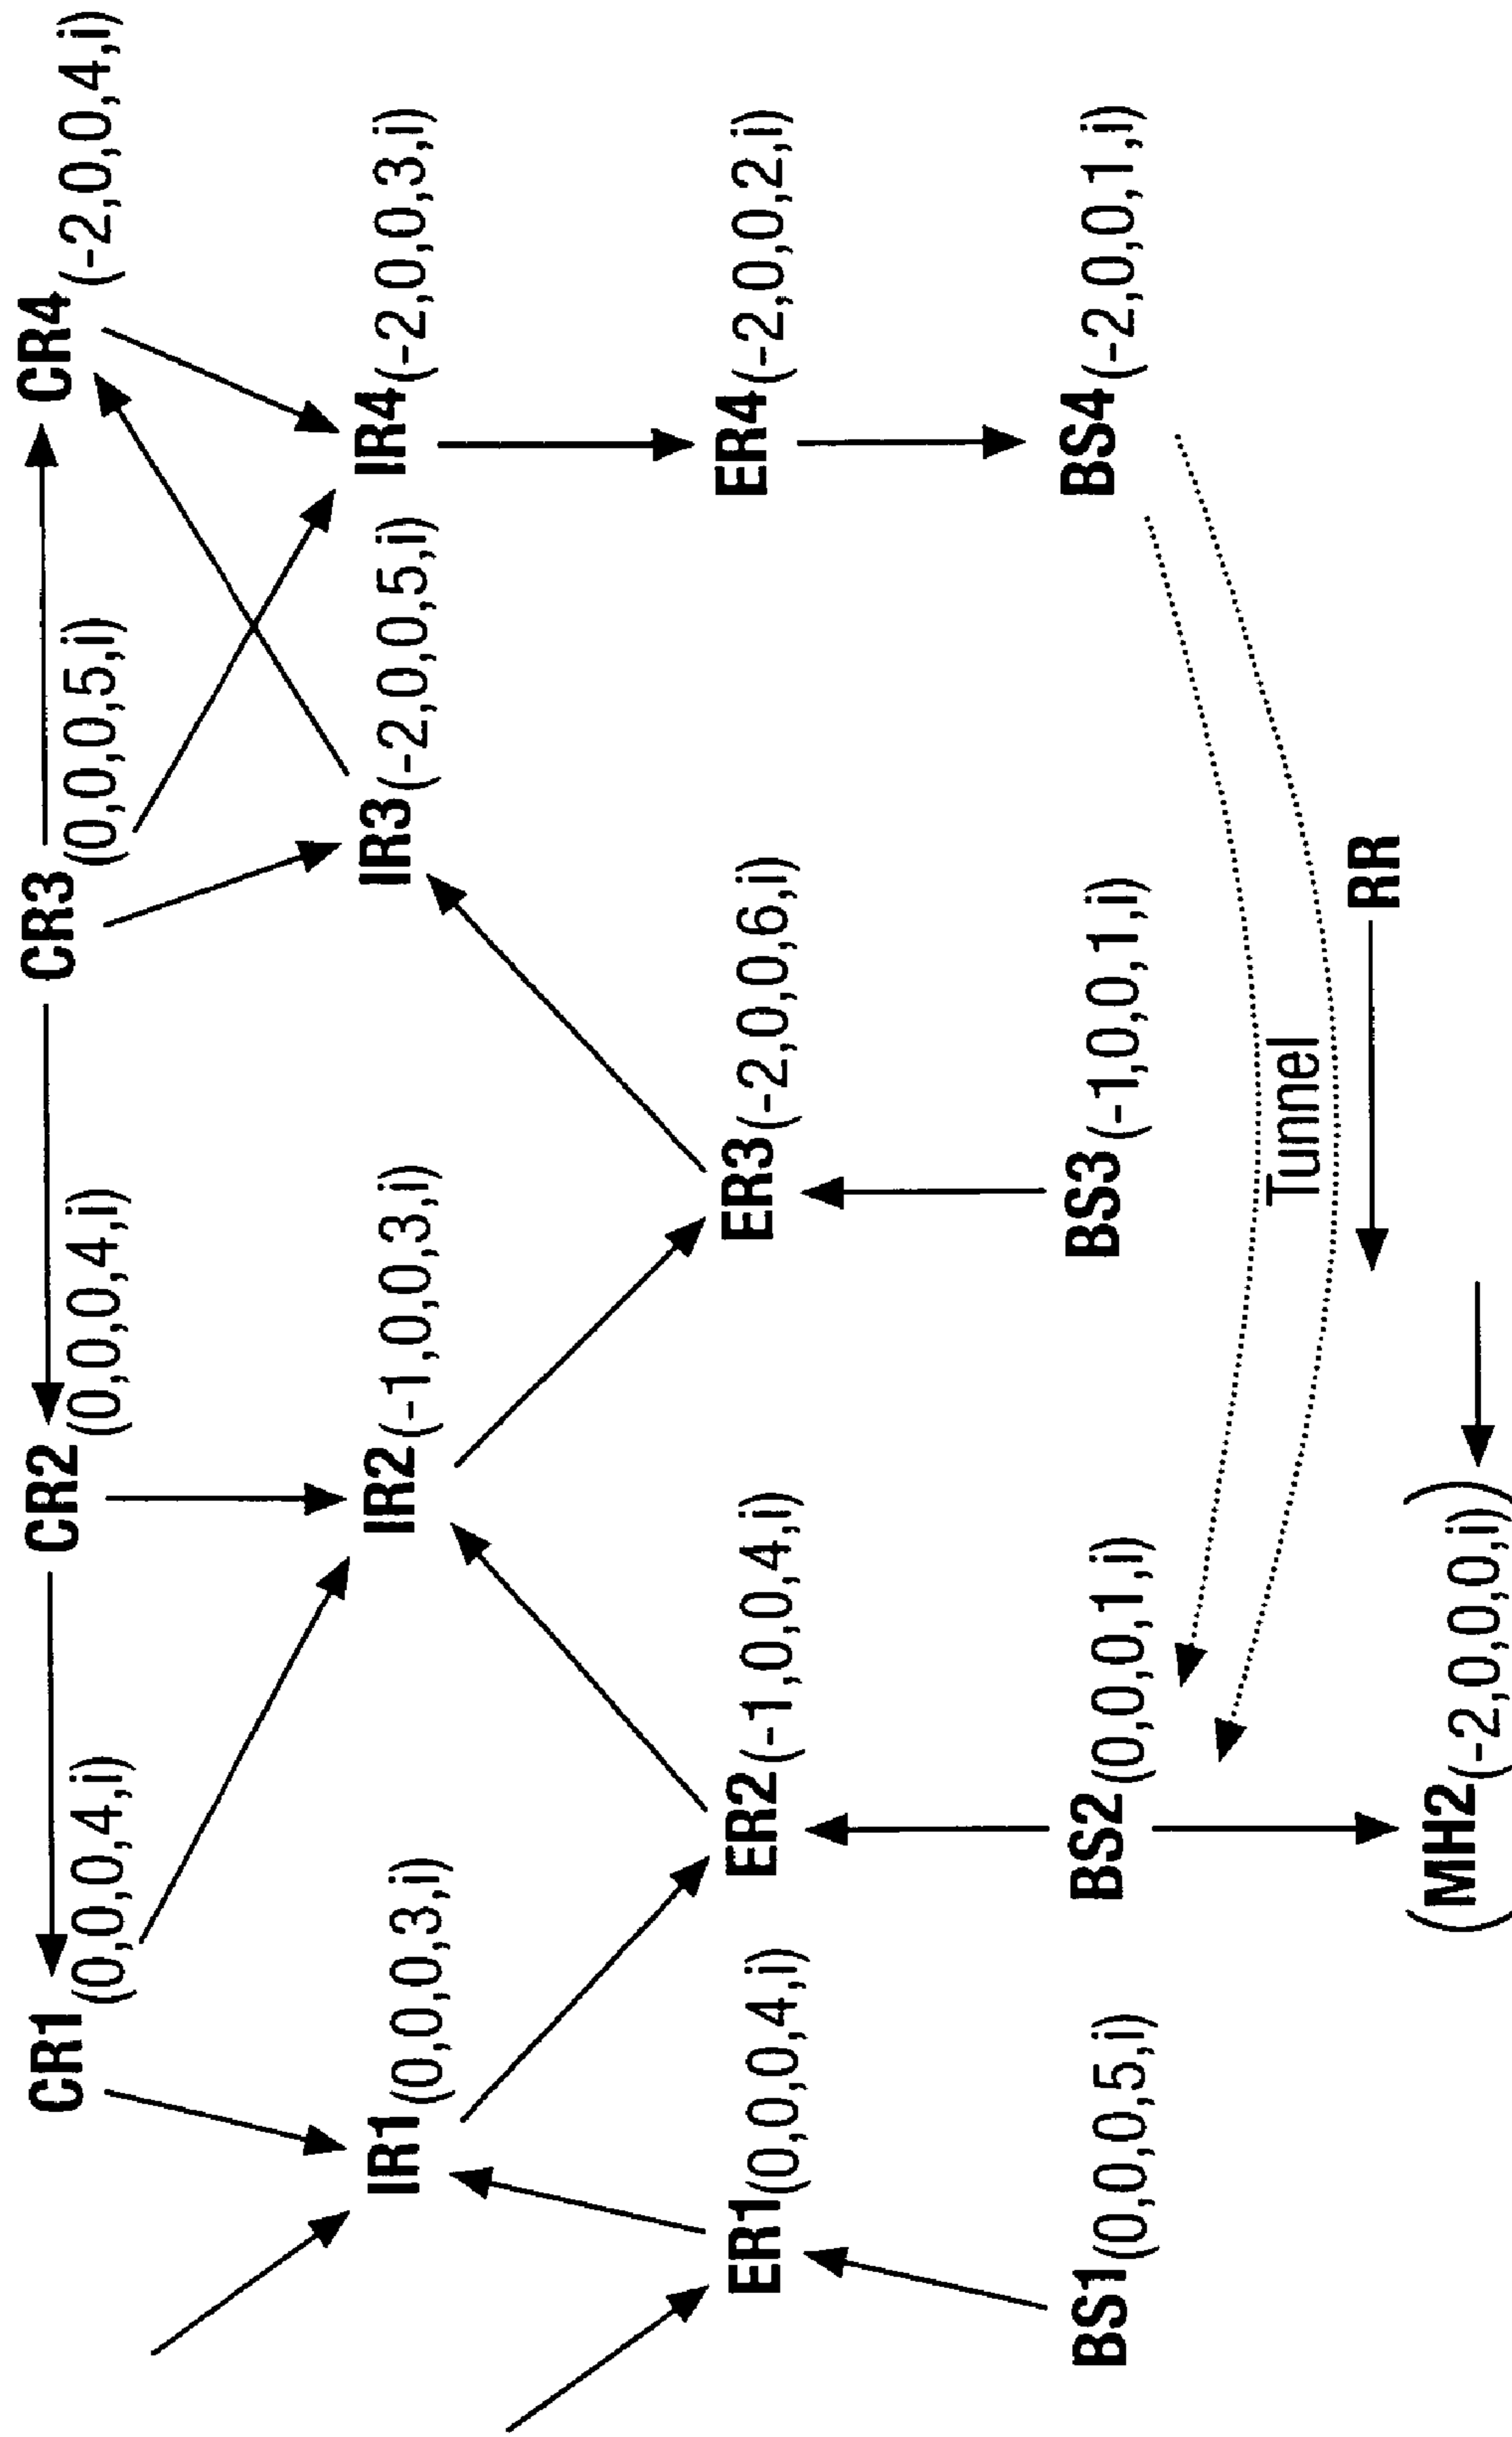 CR1(0,0,0,4,i)
CR2(0,0,0,4,i)
CR3(0,0,0,5,i)
CR4(-2,0,0,4,i)
IR1(0,0,0,3,i)
IR2(-1,0,0,3,i)
IR3(-2,0,0,5,i)
IR4(-2,0,0,3,i)
ER1(0,0,0,4,i)
ER2(-1,0,0,4,i)
ER3(-2,0,0,6,i)
ER4(-2,0,0,2,i)
BS1(0,0,0,5,i)
BS2(0,0,0,1,i)
BS3(-1,0,0,1,i)
BS4(-2,0,0,1,i)
Tunnel
RR
(MH2(-2,0,0,0,i))